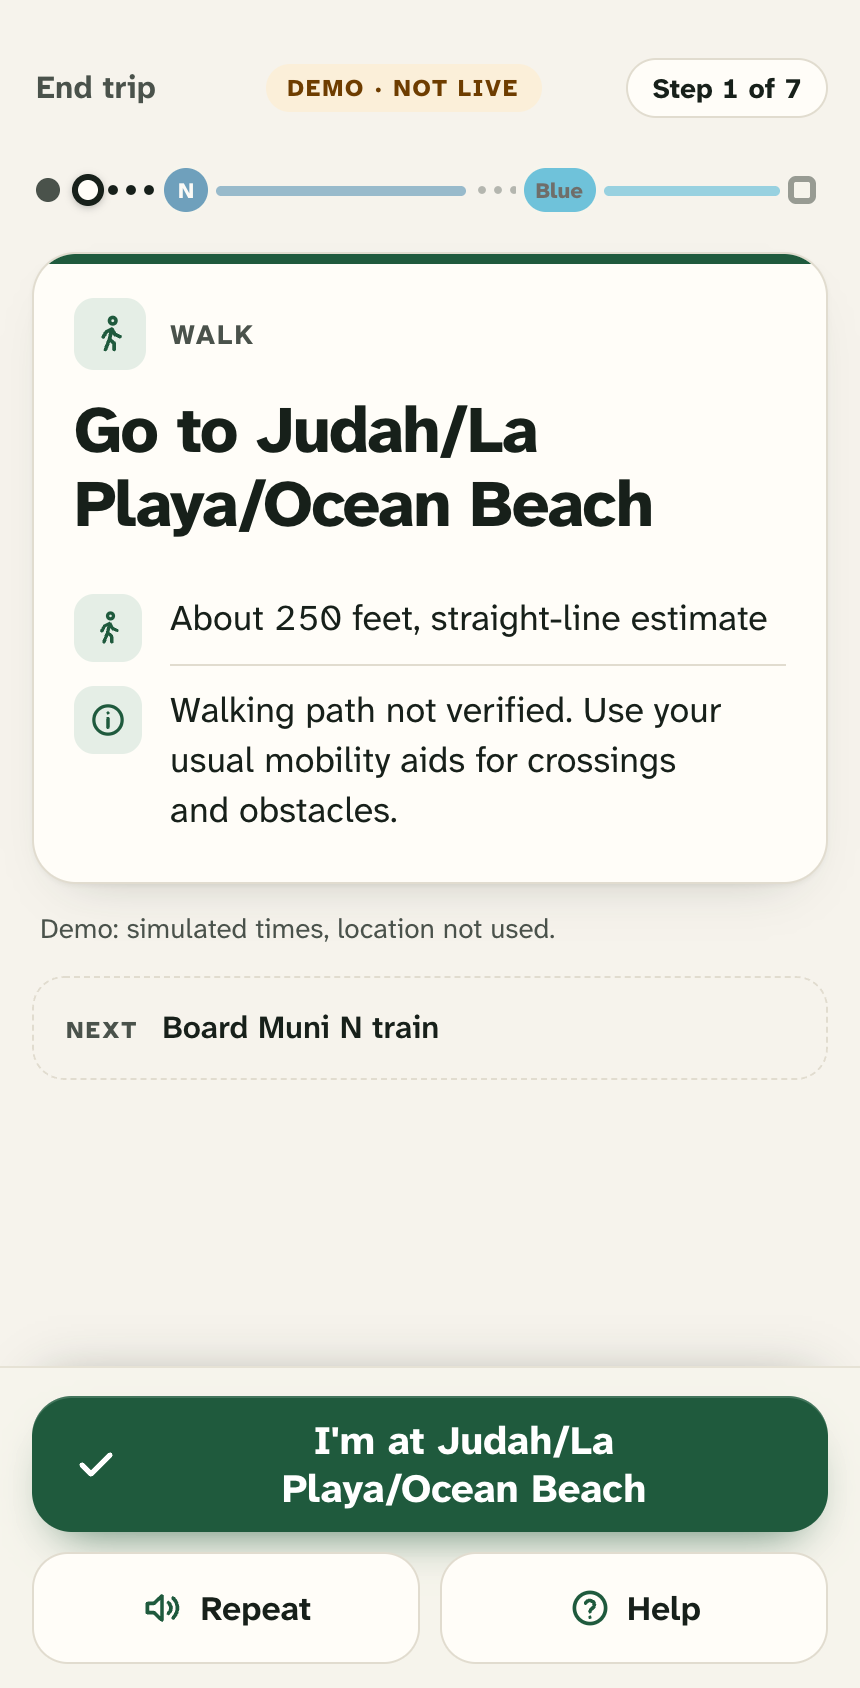 End trip
DEMO · NOT LIVE
Step 1 of 7
N
Blue
WALK
Go to Judah/La
Playa/Ocean Beach
About 250 feet, straight-line estimate
Walking path not verified. Use your
usual mobility aids for crossings
and obstacles.
Demo: simulated times, location not used.
NEXT Board Muni N train
I'm at Judah/La
Playa/Ocean Beach
Repeat
Help